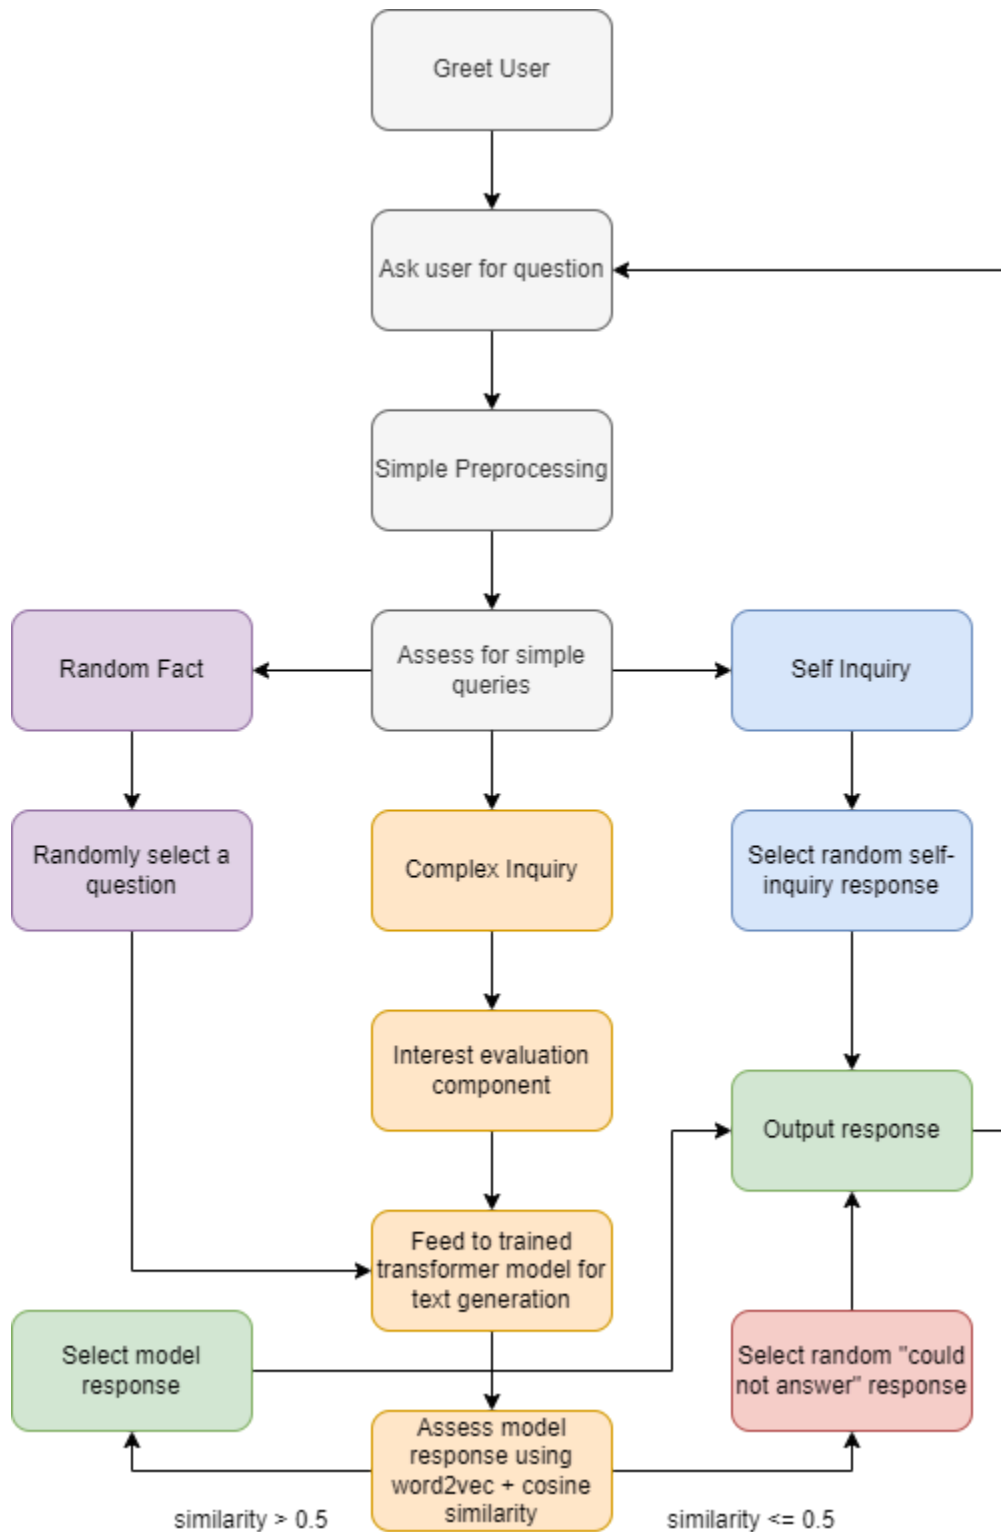 Greet User
Ask user for question
Simple Preprocessing
Random Fact
Assess for simple
queries
Self Inquiry
Randomly select a
question
Complex Inquiry
Select random self-
inquiry response
Interest evaluation
component
Output response
Feed to trained
transformer model for
text generation
Select model
response
Select random "could
not answer" response
Assess model
response using
word2vec + cosine
similarity
similarity > 0.5
similarity <= 0.5